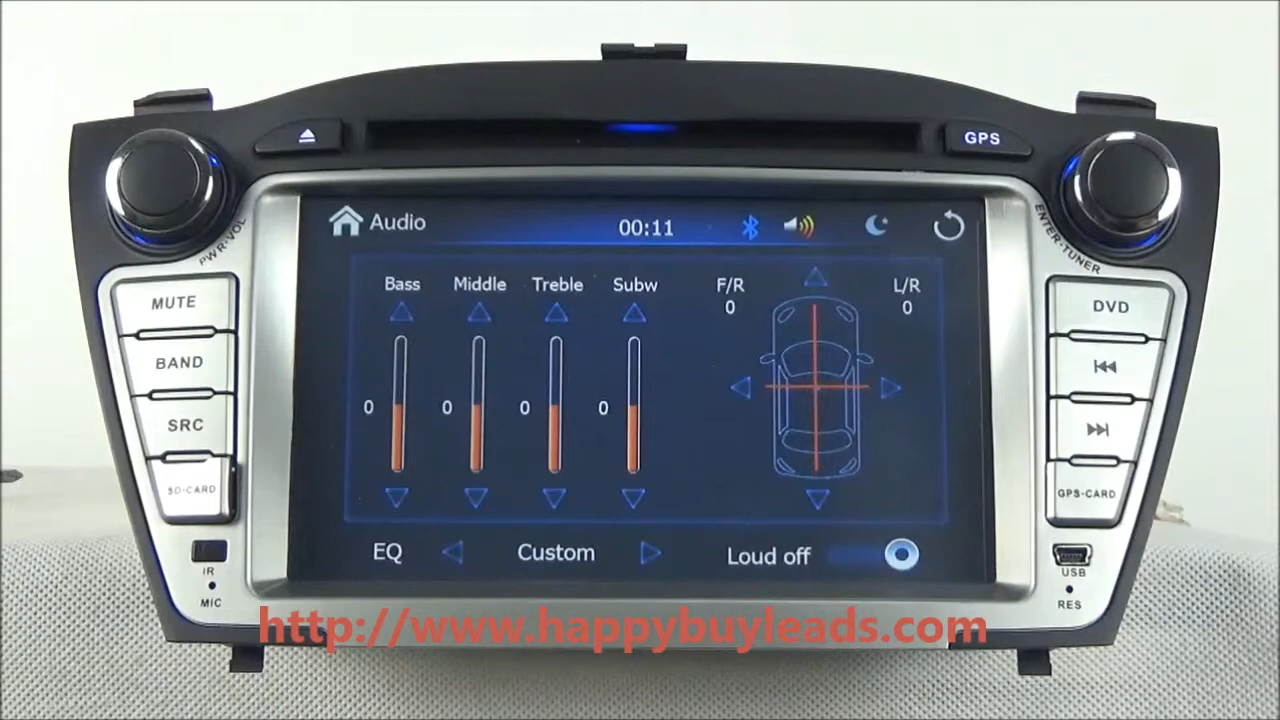 GPS
PWR·VOL
ENTER·TUNER
Audio
00:11
MUTE
BAND
SRC
SD-CARD
IR
MIC
Bass Middle Treble Subw
F/R
0
L/R
0
0 0 0 0
EQ Custom Loud off
DVD
GPS-CARD
USB
RES
http://www.happybuyleads.com